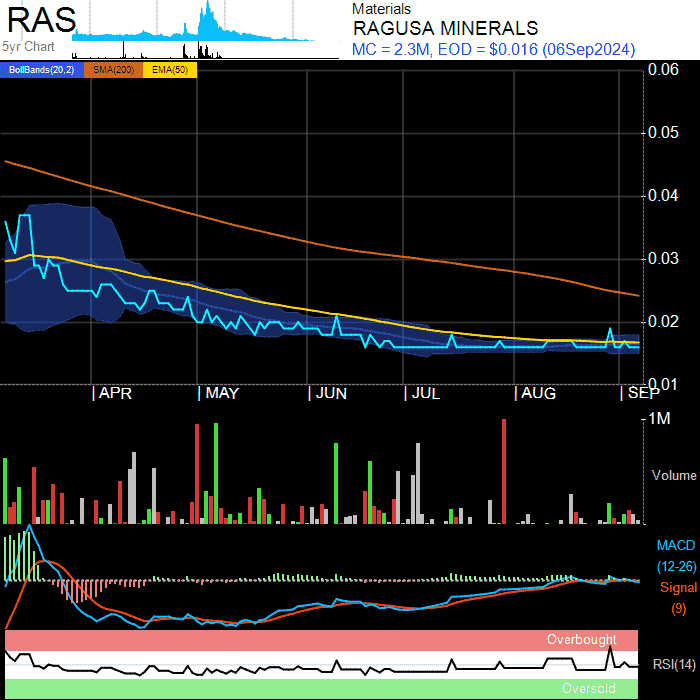 RAS
5yr Chart
Materials
RAGUSA MINERALS
MC = 2.3M, EOD = $0.016 (06Sep2024)
BollBands(20,2) SMA(200) EMA(50)
0.06
0.05
0.04
0.03
0.02
0.01
APR MAY JUN JUL AUG SEP
1M
Volume
MACD
(12-26)
Signal
(9)
Overbought
RSI(14)
Oversold